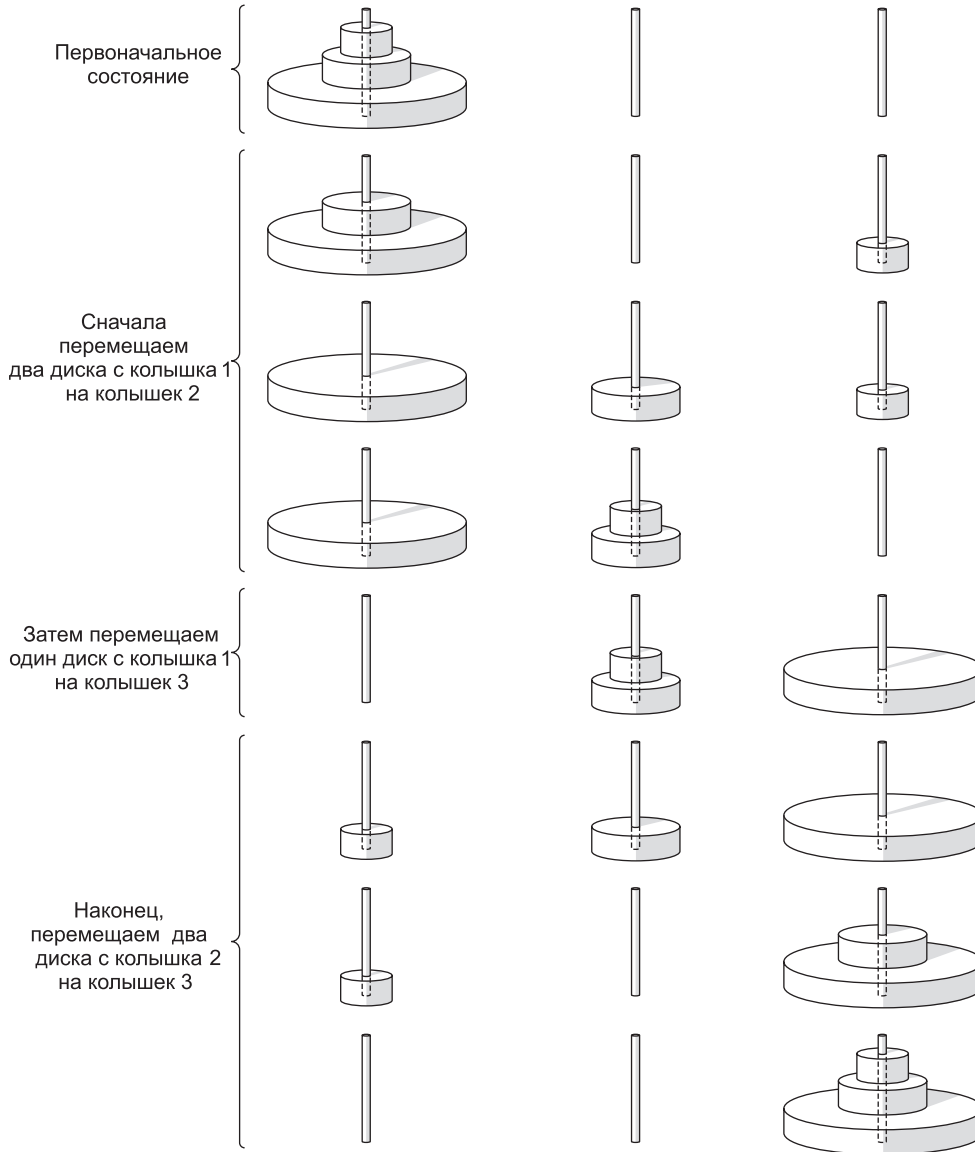 Первоначальное
состояние
Сначала
перемещаем
два диска с колышка 1
на колышек 2
Затем перемещаем
один диск с колышка 1
на колышек 3
Наконец,
перемещаем два
диска с колышка 2
на колышек 3